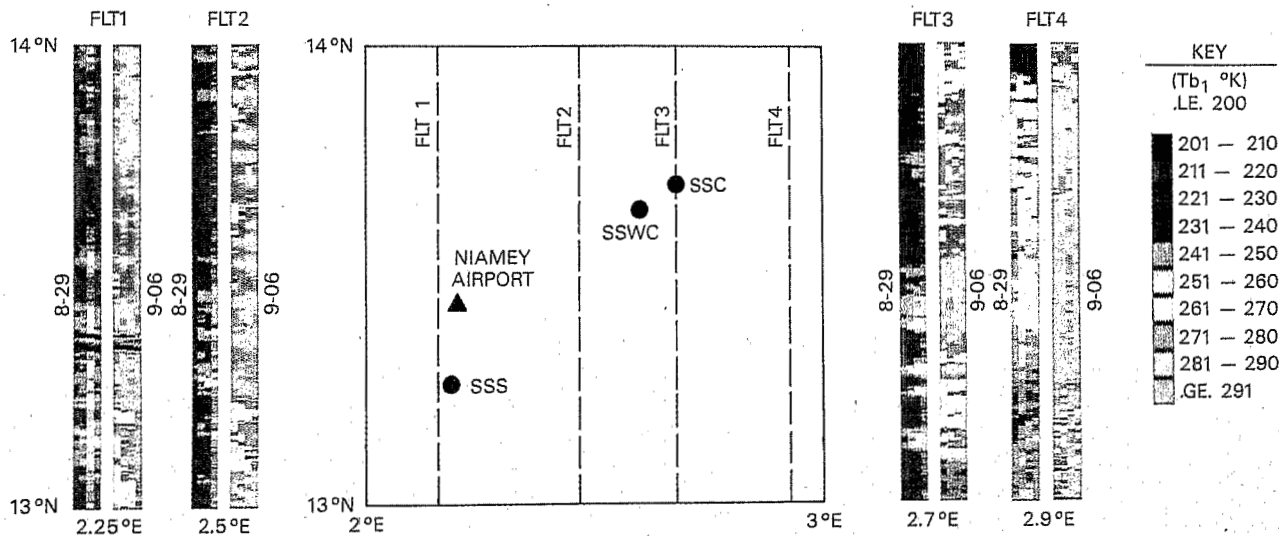 FLT1
FLT2
FLT3
FLT4
14°N
14°N
FLT 1
FLT2
FLT3
FLT4
SSC
SSWC
NIAMEY
AIRPORT
SSS
8-29
9-06
8-29
9-06
8-29
9-06
8-29
9-06
13°N
13°N
2.25°E
2.5°E
2°E
3°E
2.7°E
2.9°E
KEY
(Tb1 °K)
.LE. 200
201 — 210
211 — 220
221 — 230
231 — 240
241 — 250
251 — 260
261 — 270
271 — 280
281 — 290
.GE. 291